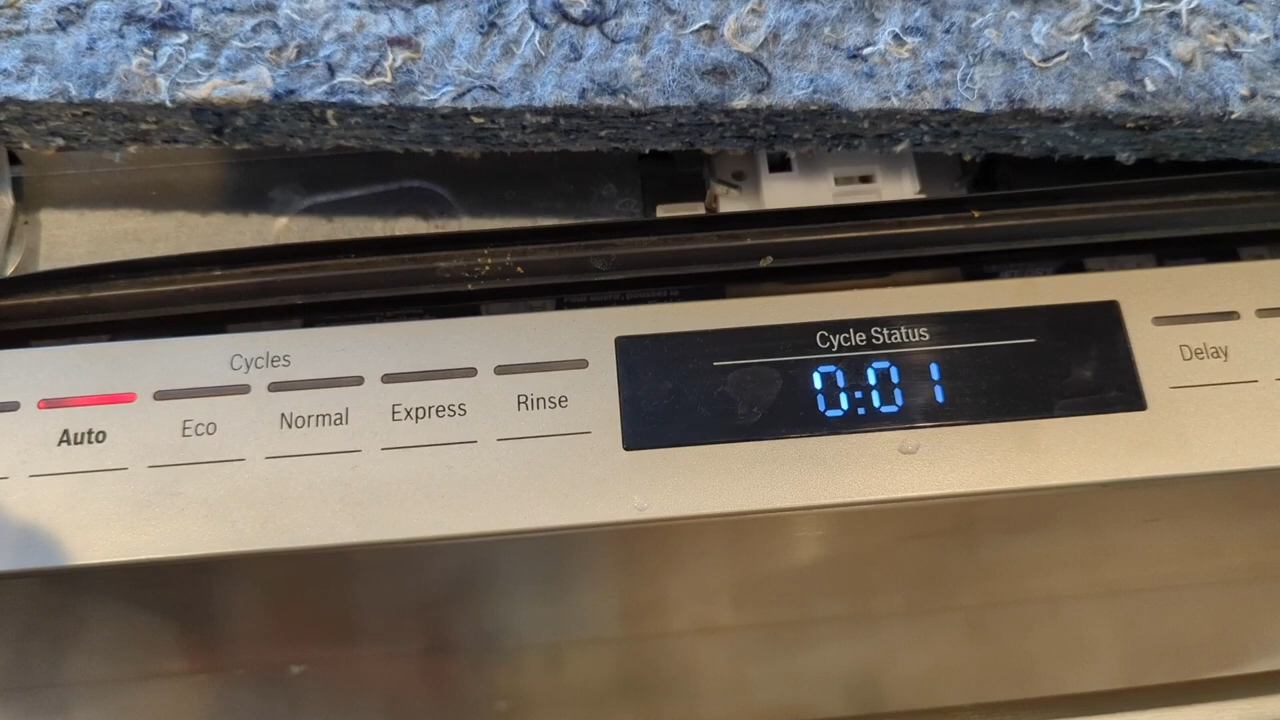 Cycles
Auto
Eco
Normal
Express
Rinse
Cycle Status
0:01
Delay